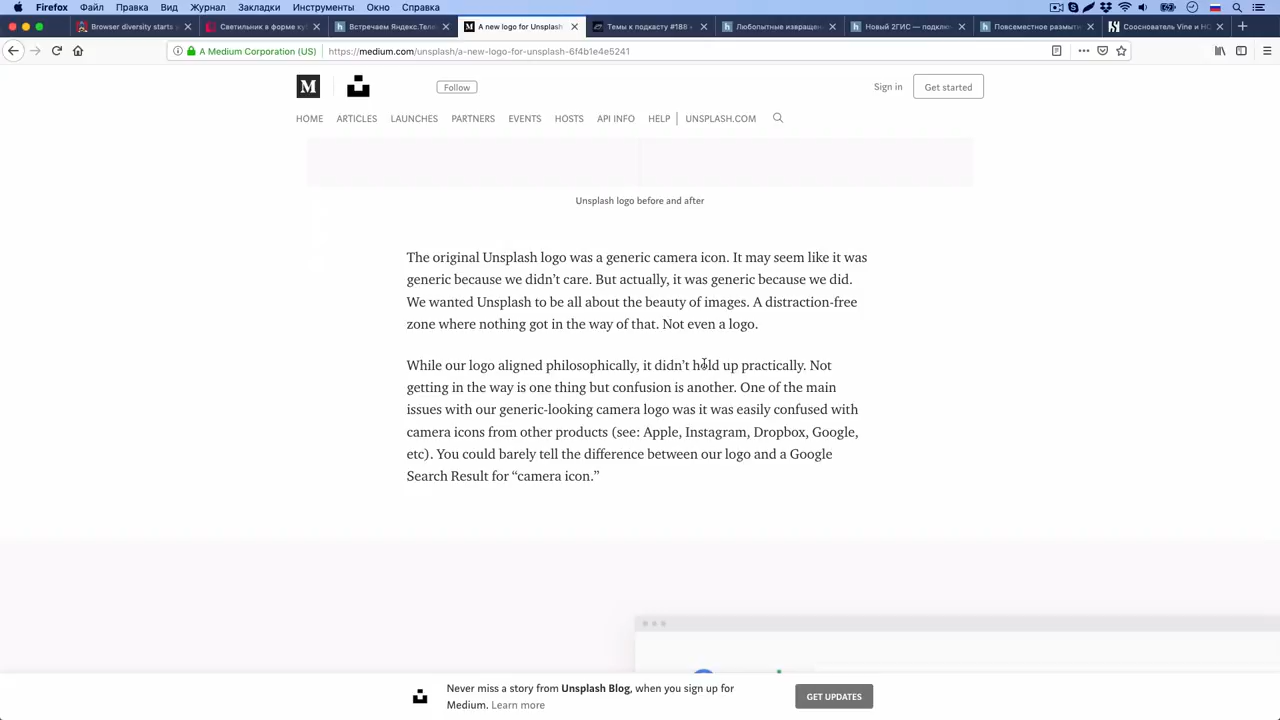 Firefox Файл Правка Вид Журнал Закладки Инструменты Окно Справка
Browser diversity starts Светильник в форме ку Встречаем Яндекс.Теле A new logo for Unsplash Темы к подкасту #188 Любопытные извращен Новый 2ГИС — подклю Повсеместное размыти Сооснователь Vine и HQ
A Medium Corporation (US) https://medium.com/unsplash/a-new-logo-for-unsplash-6f4b1e4e5241
M Follow Sign in Get started
HOME ARTICLES LAUNCHES PARTNERS EVENTS HOSTS API INFO HELP UNSPLASH.COM
Unsplash logo before and after
The original Unsplash logo was a generic camera icon. It may seem like it was
generic because we didn’t care. But actually, it was generic because we did.
We wanted Unsplash to be all about the beauty of images. A distraction-free
zone where nothing got in the way of that. Not even a logo.
While our logo aligned philosophically, it didn’t hold up practically. Not
getting in the way is one thing but confusion is another. One of the main
issues with our generic-looking camera logo was it was easily confused with
camera icons from other products (see: Apple, Instagram, Dropbox, Google,
etc). You could barely tell the difference between our logo and a Google
Search Result for “camera icon.”
Never miss a story from Unsplash Blog, when you sign up for
Medium. Learn more
GET UPDATES